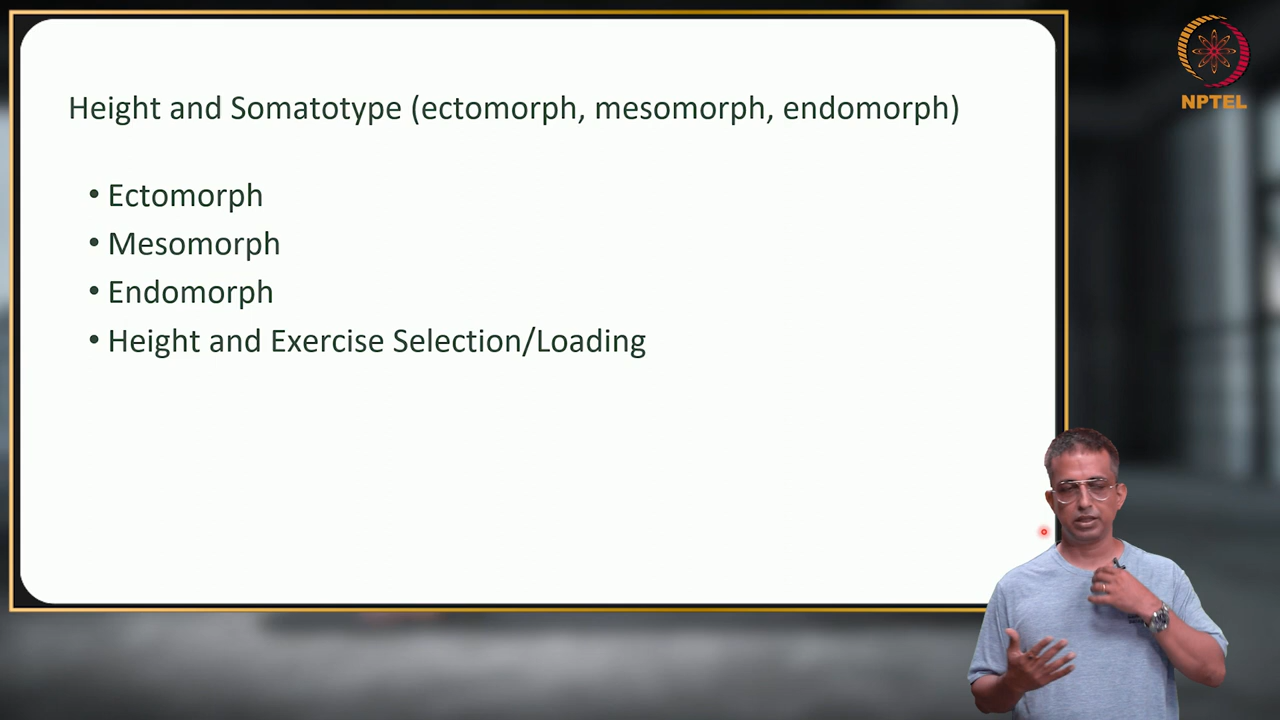 Height and Somatotype (ectomorph, mesomorph, endomorph)
• Ectomorph
• Mesomorph
• Endomorph
• Height and Exercise Selection/Loading
NPTEL